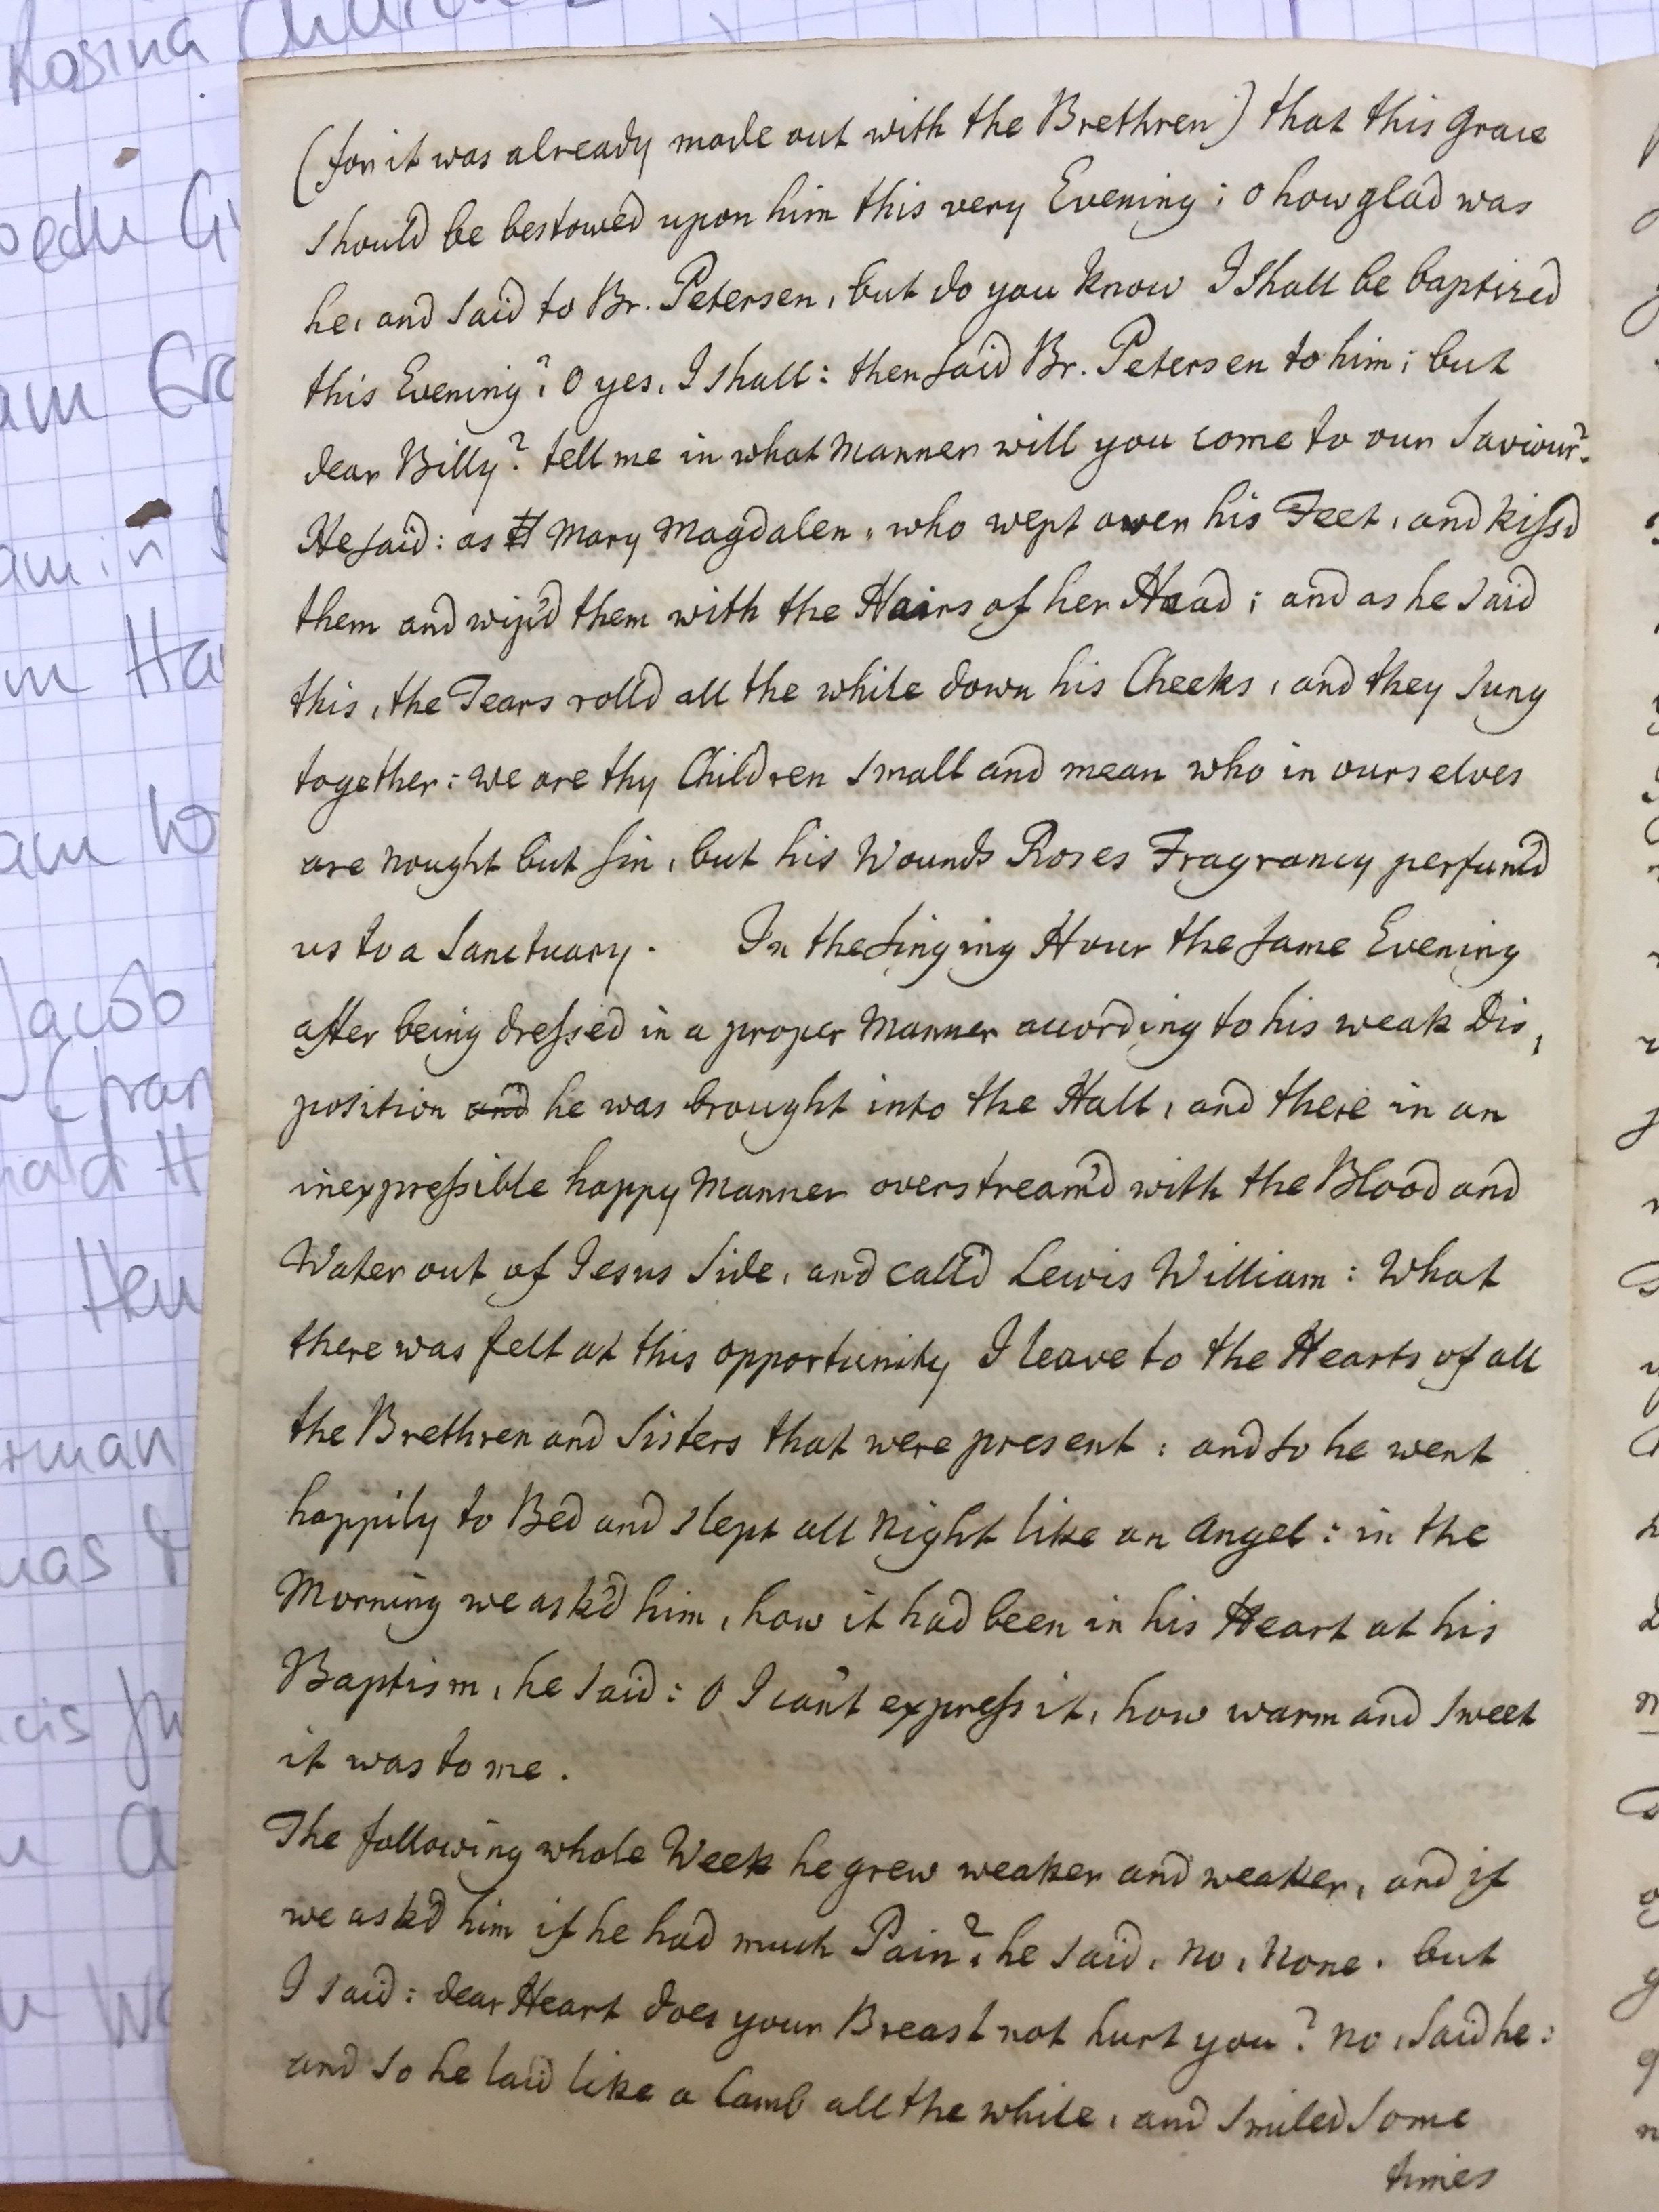 Rosina Church
(for it was already made out with the Brethren) that this Grace
should be bestowed upon him this very Evening; o how glad was
he, and said to Br. Petersen, but do you know I shall be baptized
this Evening? O yes, I shall: then said Br. Petersen to him; but
dear Billy? tell me in what Manner will you come to our Saviour?
He said: as Mary Magdalen, who wept over his Feet, and kiss'd
them and wip'd them with the Hairs of her Head; and as he said
this, the Tears roll'd all the while down his Cheeks, and they sung
together: we are thy Children small and mean who in ourselves
are nought but sin, but his Wounds Roses Fragrancy perfum'd
us to a Sanctuary. In the Singing Hour the same Evening
after being dressed in a proper Manner according to his weak Dis,
position and he was brought into the Hall, and there in an
inexpressible happy Manner overstream'd with the Blood and
Water out of Jesus Side, and call'd Lewis William: What
there was felt at this opportunity I leave to the Hearts of all
the Brethren and Sisters that were present: and so he went
happily to Bed and slept all Night like an Angel: in the
Morning we ask'd him, how it had been in his Heart at his
Baptism, he said: O I can't express it, how warm and sweet
it was to me.
The following whole Week he grew weaker and weaker, and if
we ask'd him if he had much Pain? he said, no, none. but
I said: dear Heart does your Breast not hurt you? no, said he:
and so he laid like a Lamb all the while, and smiled some
times
Jacob